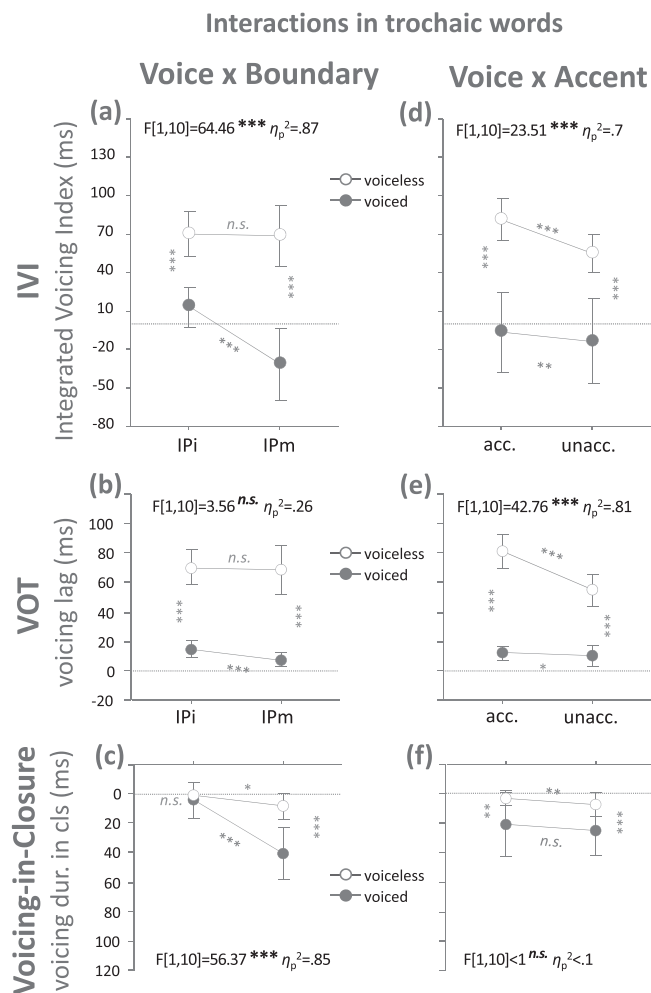 Interactions in trochaic words
Voice x Boundary
Voice x Accent
IVI
Integrated Voicing Index (ms)
(a)
F[1,10]=64.46 *** ηp²=.87
160
130
100
70
40
10
-20
-50
-80
n.s.
***
***
***
IPi
IPm
voiceless
voiced
(d)
F[1,10]=23.51 *** ηp²=.7
***
***
***
**
acc.
unacc.
VOT
voicing lag (ms)
(b)
F[1,10]=3.56 n.s. ηp²=.26
100
80
60
40
20
0
-20
n.s.
***
***
***
IPi
IPm
voiceless
voiced
(e)
F[1,10]=42.76 *** ηp²=.81
***
***
***
*
acc.
unacc.
Voicing-in-Closure
voicing dur. in cls (ms)
(c)
0
20
40
60
80
100
120
n.s.
*
***
***
F[1,10]=56.37 *** ηp²=.85
voiceless
voiced
(f)
**
**
***
n.s.
F[1,10]<1 n.s. ηp²<.1